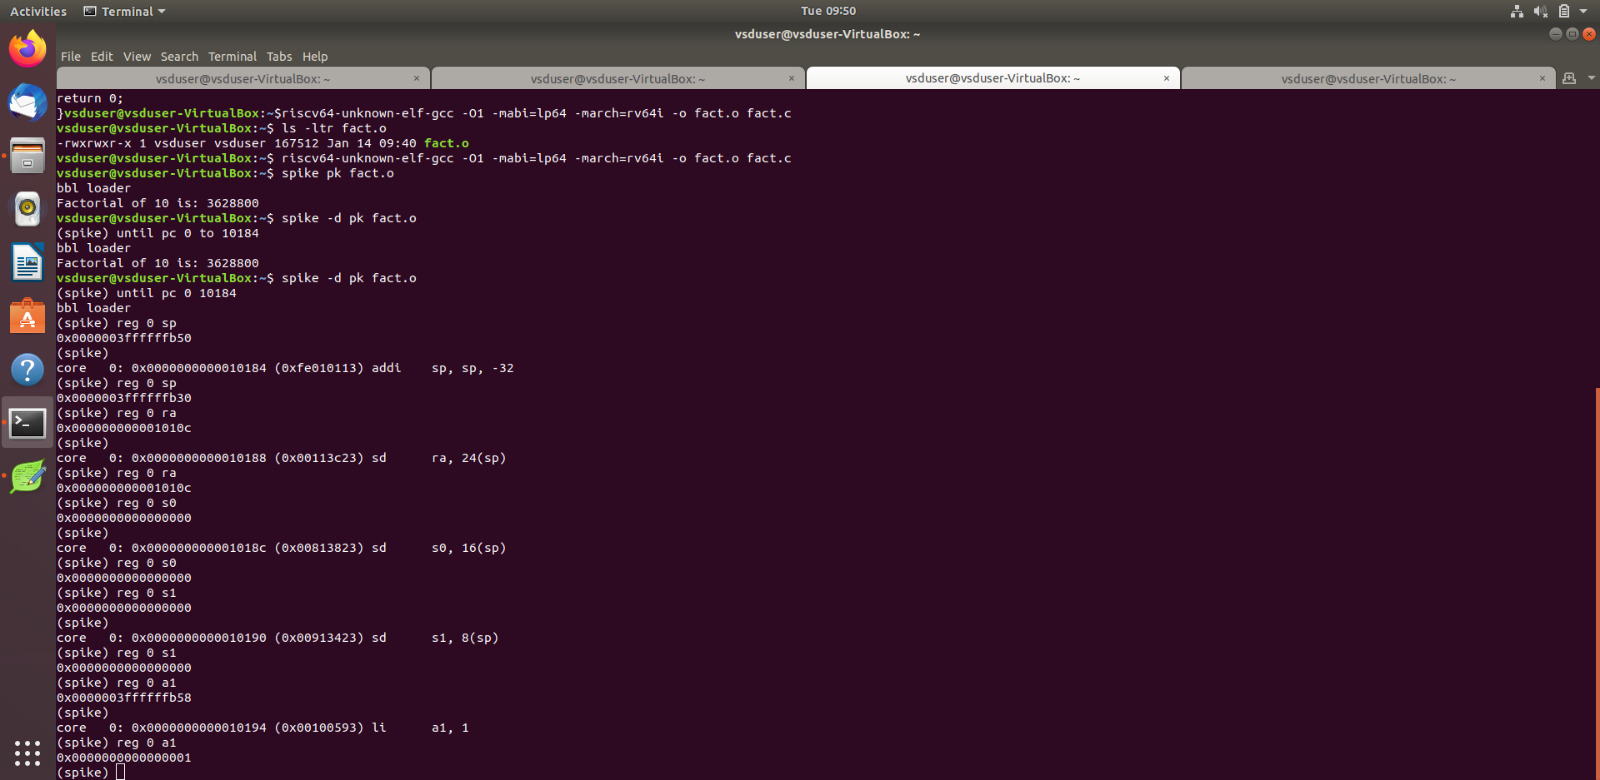 Activities Terminal Tue 09:50
vsduser@vsduser-VirtualBox: ~
File Edit View Search Terminal Tabs Help
vsduser@vsduser-VirtualBox: ~ × vsduser@vsduser-VirtualBox: ~ × vsduser@vsduser-VirtualBox: ~ × vsduser@vsduser-VirtualBox: ~ ×
return 0;
}vsduser@vsduser-VirtualBox:~$riscv64-unknown-elf-gcc -O1 -mabi=lp64 -march=rv64i -o fact.o fact.c
vsduser@vsduser-VirtualBox:~$ ls -ltr fact.o
-rwxrwxr-x 1 vsduser vsduser 167512 Jan 14 09:40 fact.o
vsduser@vsduser-VirtualBox:~$ riscv64-unknown-elf-gcc -O1 -mabi=lp64 -march=rv64i -o fact.o fact.c
vsduser@vsduser-VirtualBox:~$ spike pk fact.o
bbl loader
Factorial of 10 is: 3628800
vsduser@vsduser-VirtualBox:~$ spike -d pk fact.o
(spike) until pc 0 to 10184
bbl loader
Factorial of 10 is: 3628800
vsduser@vsduser-VirtualBox:~$ spike -d pk fact.o
(spike) until pc 0 10184
bbl loader
(spike) reg 0 sp
0x0000003ffffffb50
(spike)
core   0: 0x0000000000010184 (0xfe010113) addi    sp, sp, -32
(spike) reg 0 sp
0x0000003ffffffb30
(spike) reg 0 ra
0x000000000001010c
(spike)
core   0: 0x0000000000010188 (0x00113c23) sd      ra, 24(sp)
(spike) reg 0 ra
0x000000000001010c
(spike) reg 0 s0
0x0000000000000000
(spike)
core   0: 0x000000000001018c (0x00813823) sd      s0, 16(sp)
(spike) reg 0 s0
0x0000000000000000
(spike) reg 0 s1
0x0000000000000000
(spike)
core   0: 0x0000000000010190 (0x00913423) sd      s1, 8(sp)
(spike) reg 0 s1
0x0000000000000000
(spike) reg 0 a1
0x0000003ffffffb58
(spike)
core   0: 0x0000000000010194 (0x00100593) li      a1, 1
(spike) reg 0 a1
0x0000000000000001
(spike)